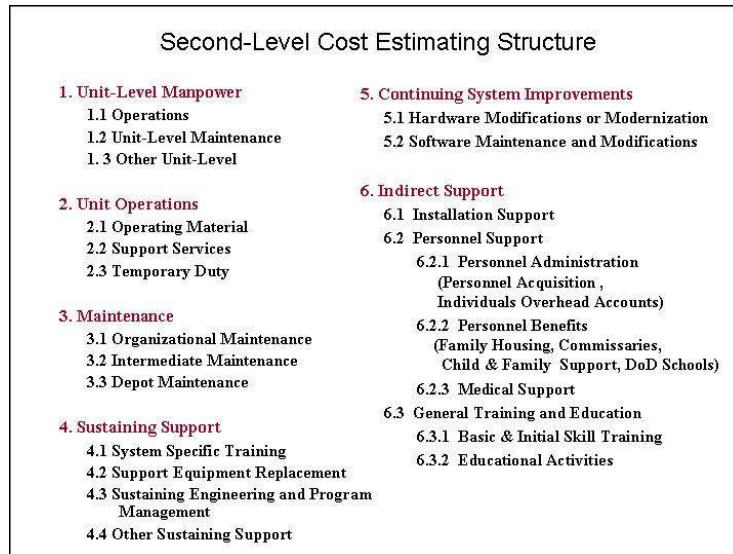 Second-Level Cost Estimating Structure
1. Unit-Level Manpower
1.1 Operations
1.2 Unit-Level Maintenance
1. 3 Other Unit-Level
2. Unit Operations
2.1 Operating Material
2.2 Support Services
2.3 Temporary Duty
3. Maintenance
3.1 Organizational Maintenance
3.2 Intermediate Maintenance
3.3 Depot Maintenance
4. Sustaining Support
4.1 System Specific Training
4.2 Support Equipment Replacement
4.3 Sustaining Engineering and Program
Management
4.4 Other Sustaining Support
5. Continuing System Improvements
5.1 Hardware Modifications or Modernization
5.2 Software Maintenance and Modifications
6. Indirect Support
6.1 Installation Support
6.2 Personnel Support
6.2.1 Personnel Administration
(Personnel Acquisition ,
Individuals Overhead Accounts)
6.2.2 Personnel Benefits
(Family Housing, Commissaries,
Child & Family Support, DoD Schools)
6.2.3 Medical Support
6.3 General Training and Education
6.3.1 Basic & Initial Skill Training
6.3.2 Educational Activities